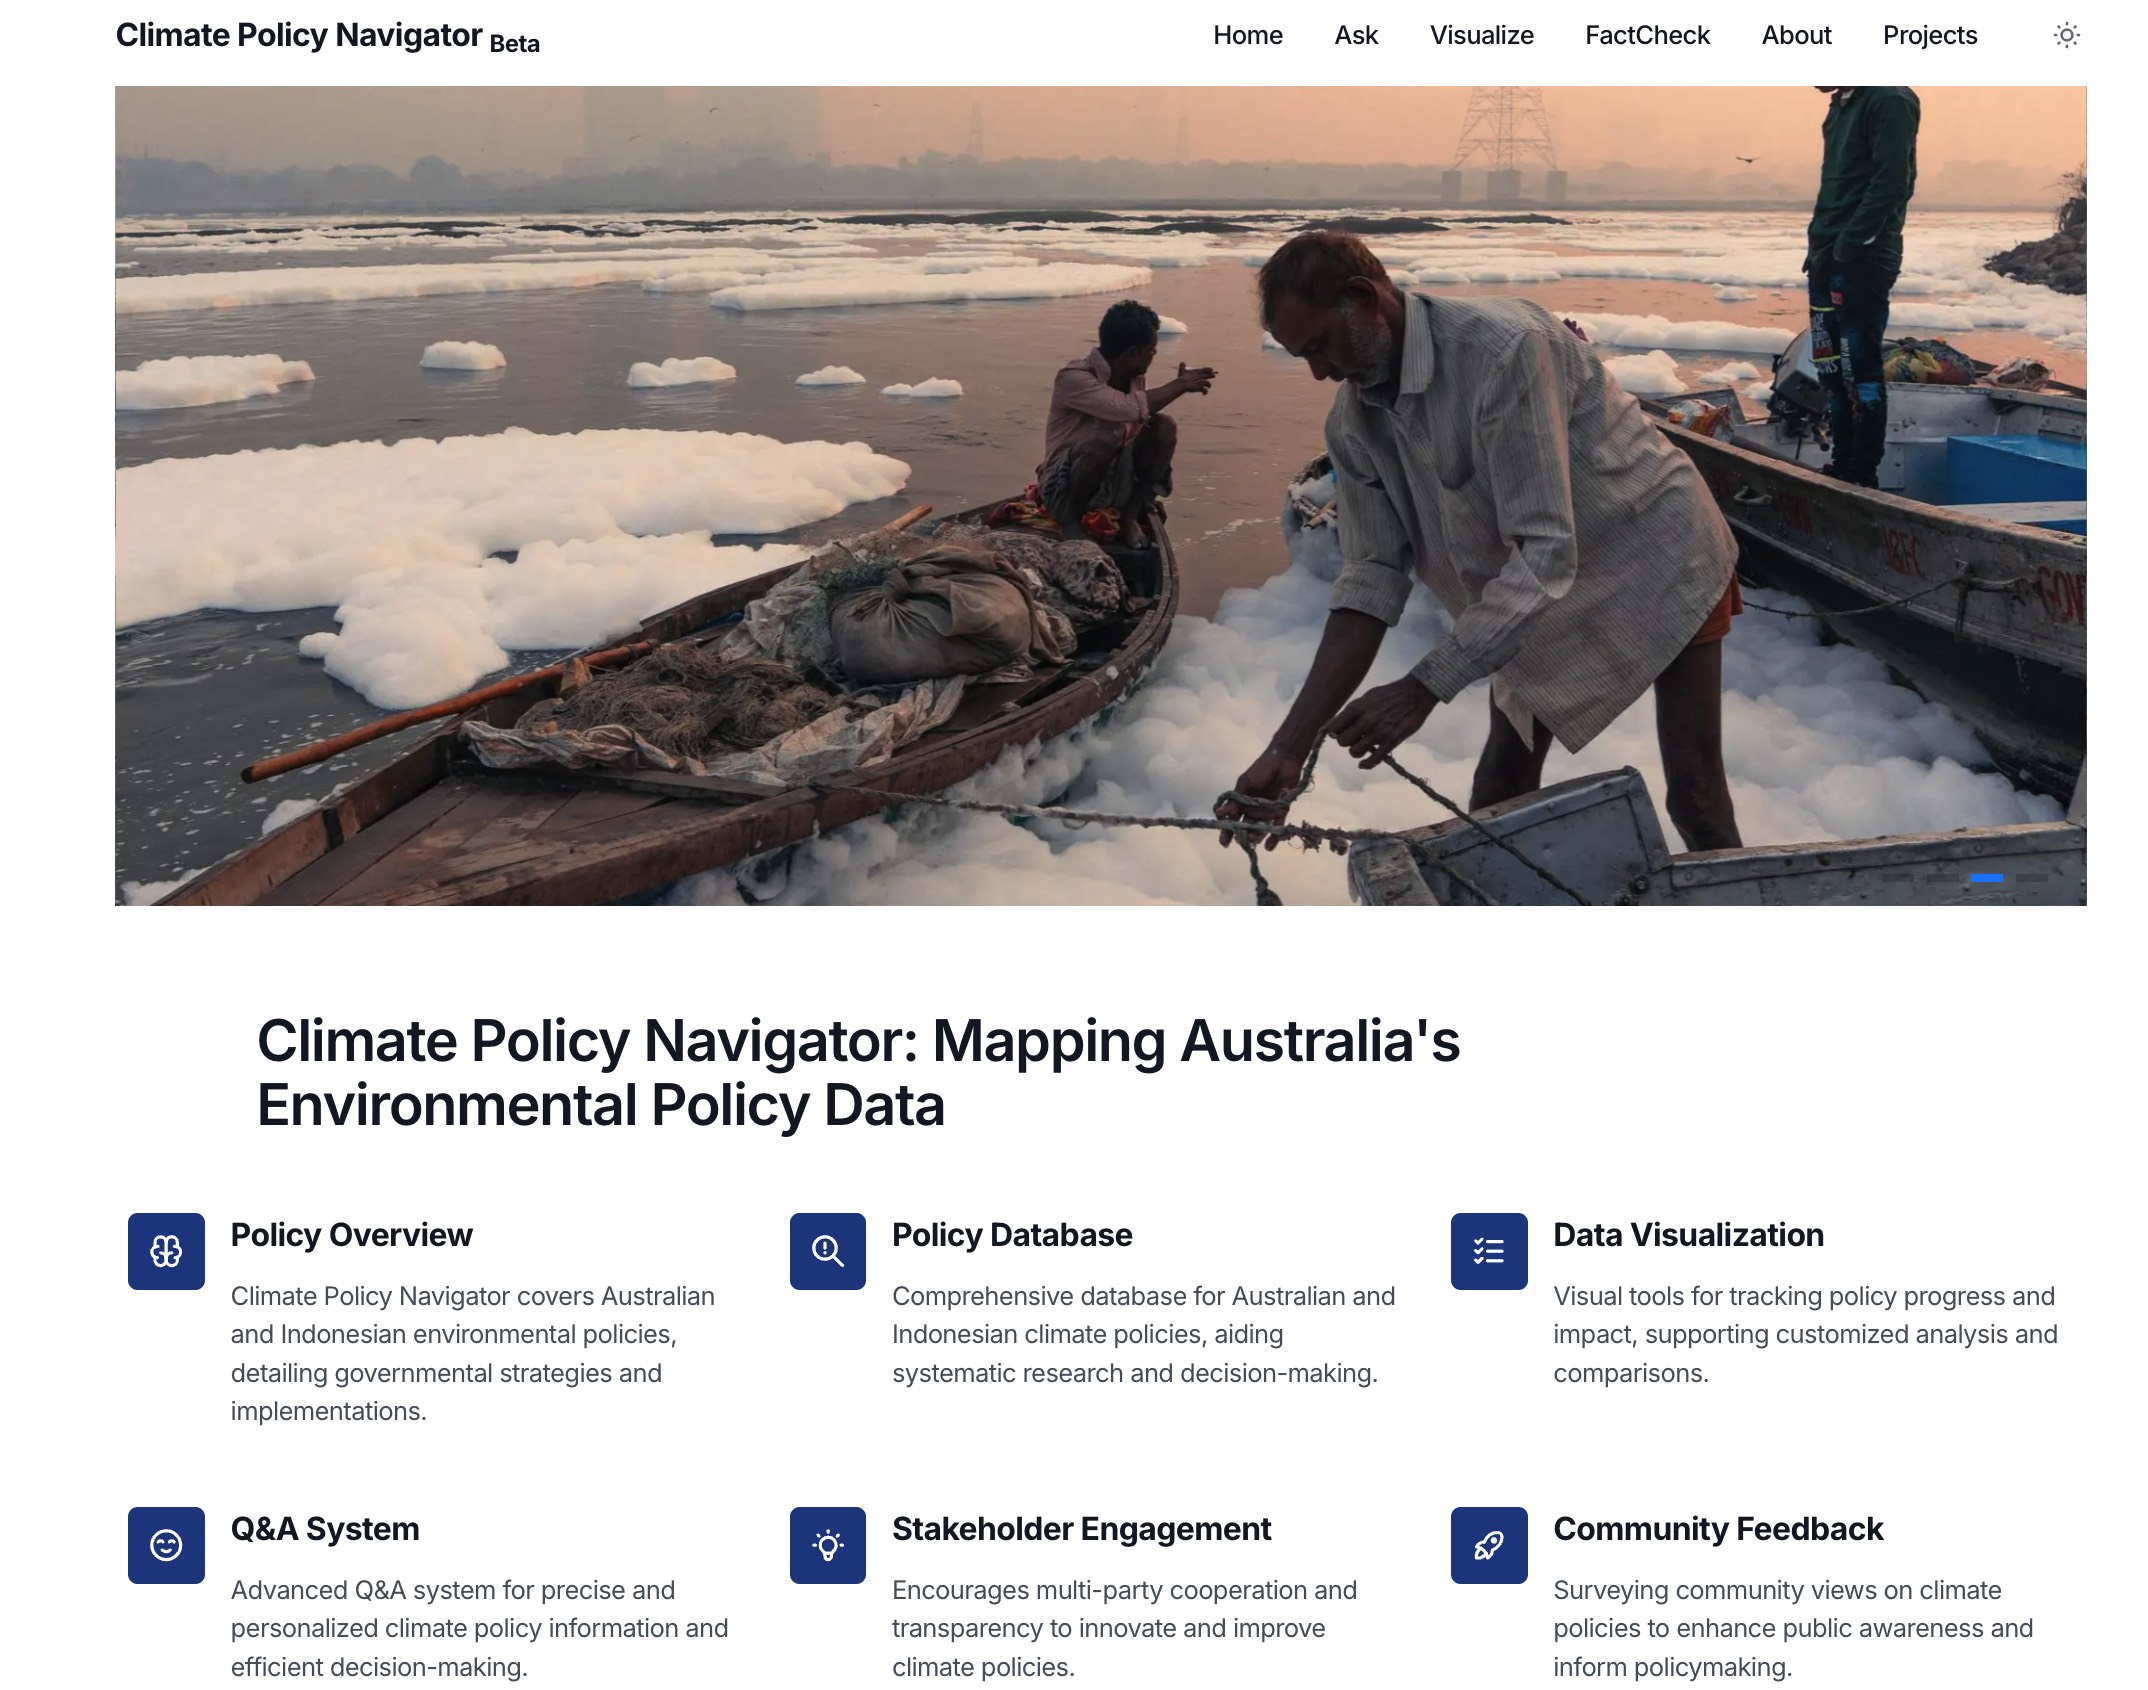 Climate Policy Navigator Beta
Home Ask Visualize FactCheck About Projects
Climate Policy Navigator: Mapping Australia's
Environmental Policy Data
Policy Overview
Climate Policy Navigator covers Australian
and Indonesian environmental policies,
detailing governmental strategies and
implementations.
Policy Database
Comprehensive database for Australian and
Indonesian climate policies, aiding
systematic research and decision-making.
Data Visualization
Visual tools for tracking policy progress and
impact, supporting customized analysis and
comparisons.
Q&A System
Advanced Q&A system for precise and
personalized climate policy information and
efficient decision-making.
Stakeholder Engagement
Encourages multi-party cooperation and
transparency to innovate and improve
climate policies.
Community Feedback
Surveying community views on climate
policies to enhance public awareness and
inform policymaking.